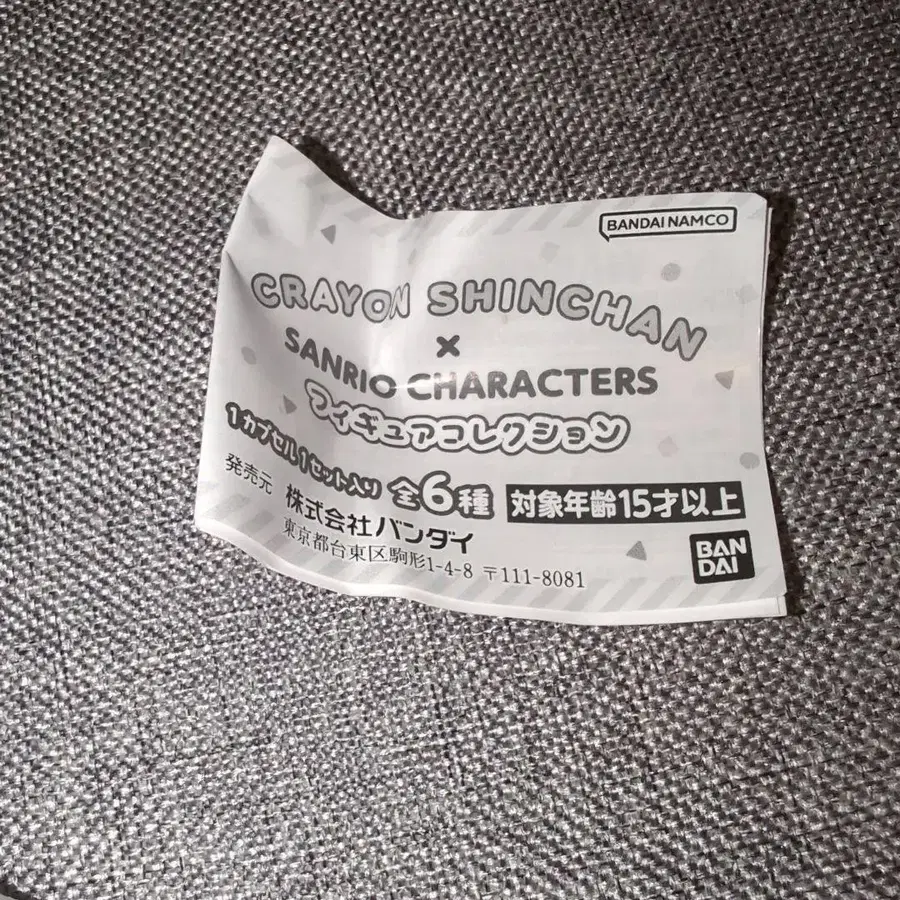 BANDAI NAMCO
CRAYON SHINCHAN
×
SANRIO CHARACTERS
フィギュアコレクション
1カプセル1セット入り 全6種 対象年齢15才以上
発売元 株式会社バンダイ
東京都台東区駒形1-4-8 〒111-8081
BAN
DAI